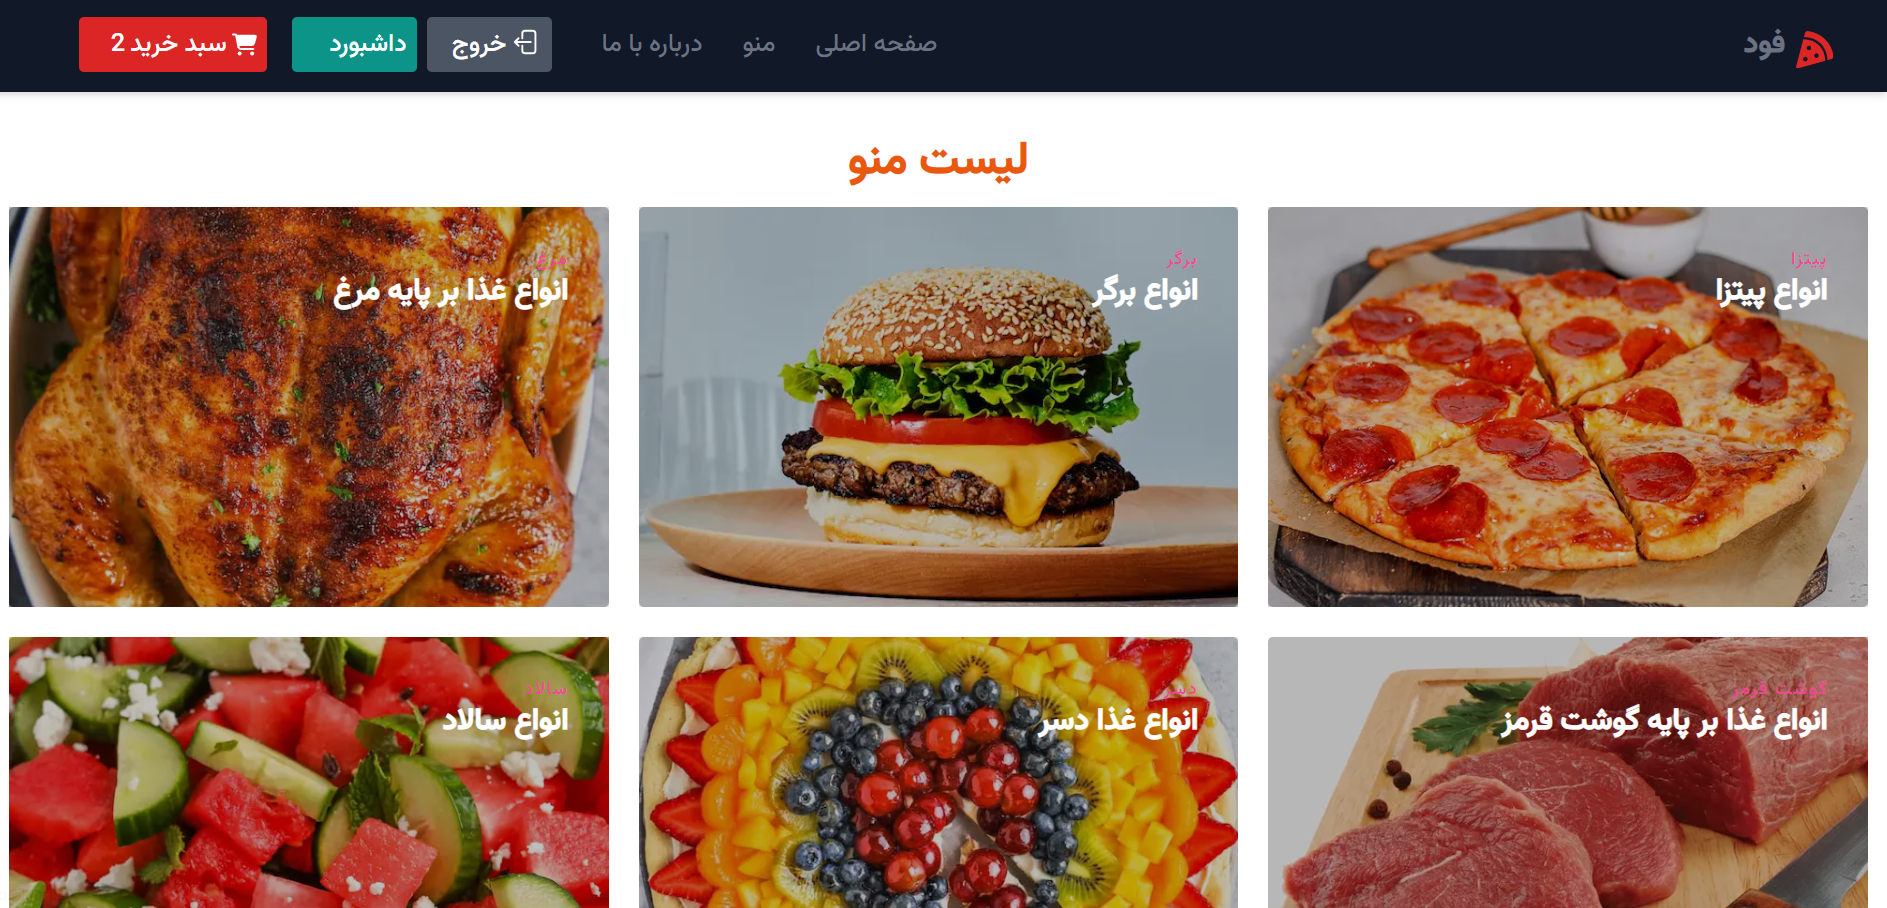 فود
صفحه اصلی
منو
درباره با ما
خروج
داشبورد
سبد خرید 2
لیست منو
پیتزا
انواع پیتزا
برگر
انواع برگر
مرغ
انواع غذا بر پایه مرغ
گوشت قرمز
انواع غذا بر پایه گوشت قرمز
دسر
انواع غذا دسر
سالاد
انواع سالاد